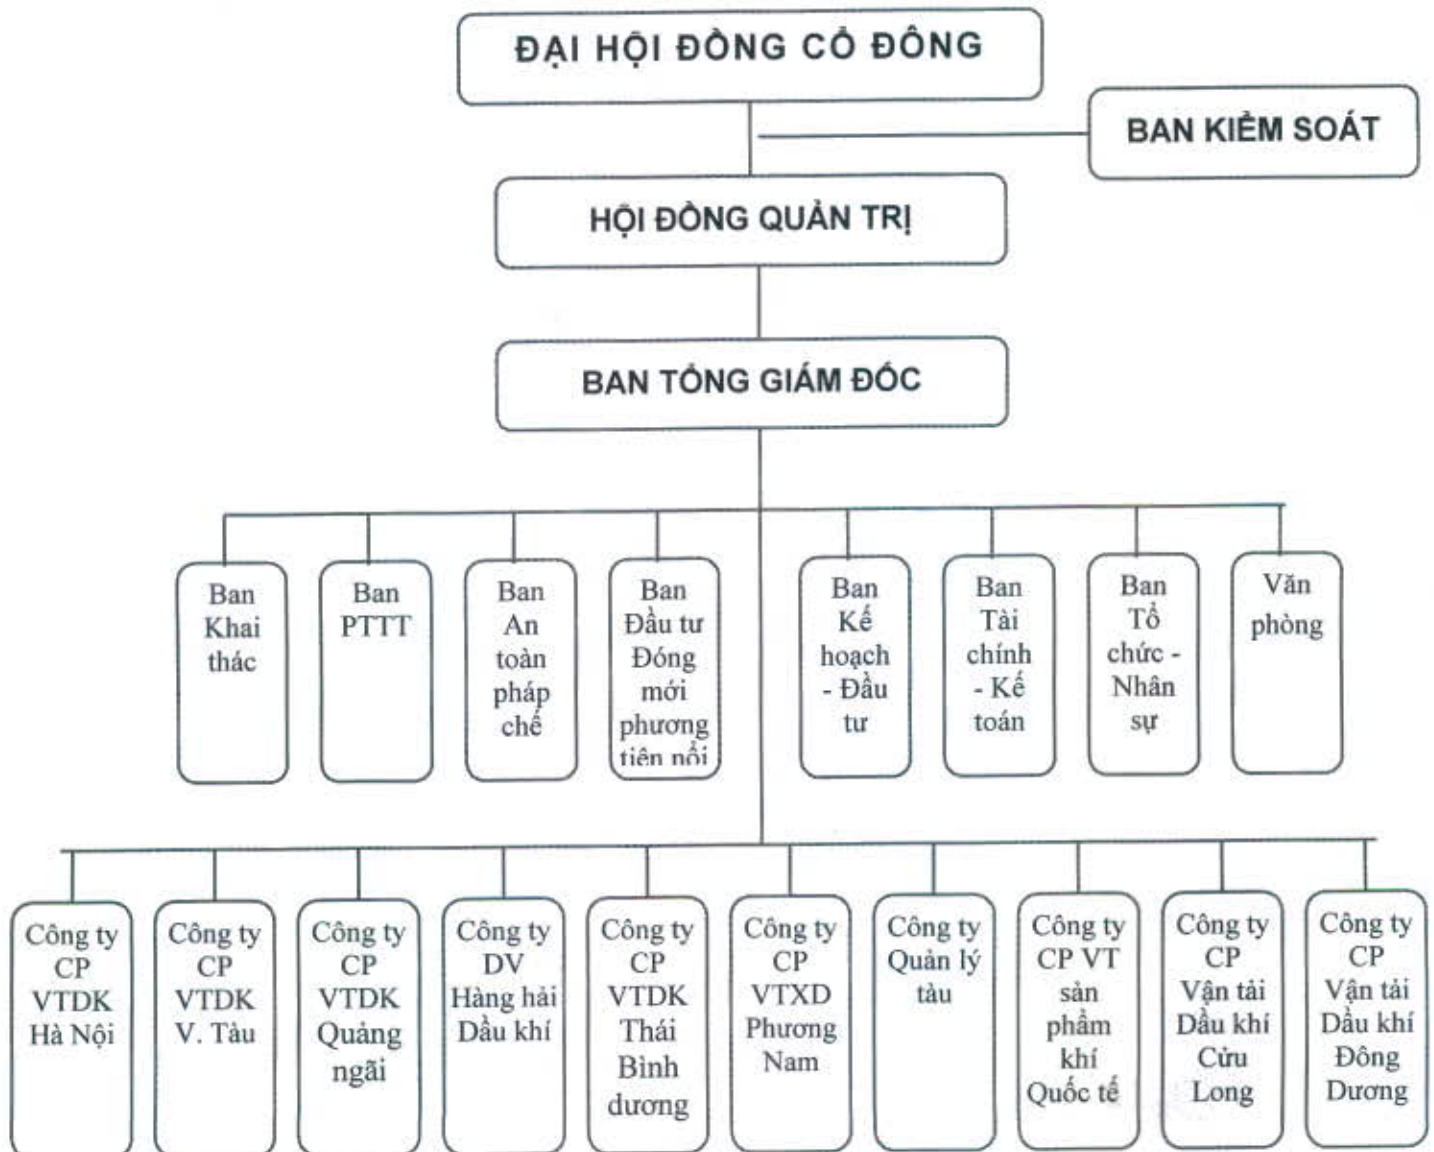 ĐẠI HỘI ĐỒNG CỔ ĐÔNG
BAN KIỂM SOÁT
HỘI ĐỒNG QUẢN TRỊ
BAN TỔNG GIÁM ĐỐC
Ban
Khai
thác
Ban
PTTT
Ban
An
toàn
pháp
chế
Ban
Đầu tư
Đóng
mới
phương
tiện nổi
Ban
Kế
hoạch
- Đầu
tư
Ban
Tài
chính
- Kế
toán
Ban
Tổ
chức -
Nhân
sự
Văn
phòng
Công ty
CP
VTDK
Hà Nội
Công ty
CP
VTDK
V. Tàu
Công ty
CP
VTDK
Quảng
ngãi
Công ty
DV
Hàng hải
Dầu khí
Công ty
CP
VTDK
Thái
Bình
dương
Công ty
CP
VTXD
Phương
Nam
Công ty
Quản lý
tàu
Công ty
CP VT
sản
phẩm
khí
Quốc tế
Công ty
CP
Vận tải
Dầu khí
Cửu
Long
Công ty
CP
Vận tải
Dầu khí
Đông
Dương